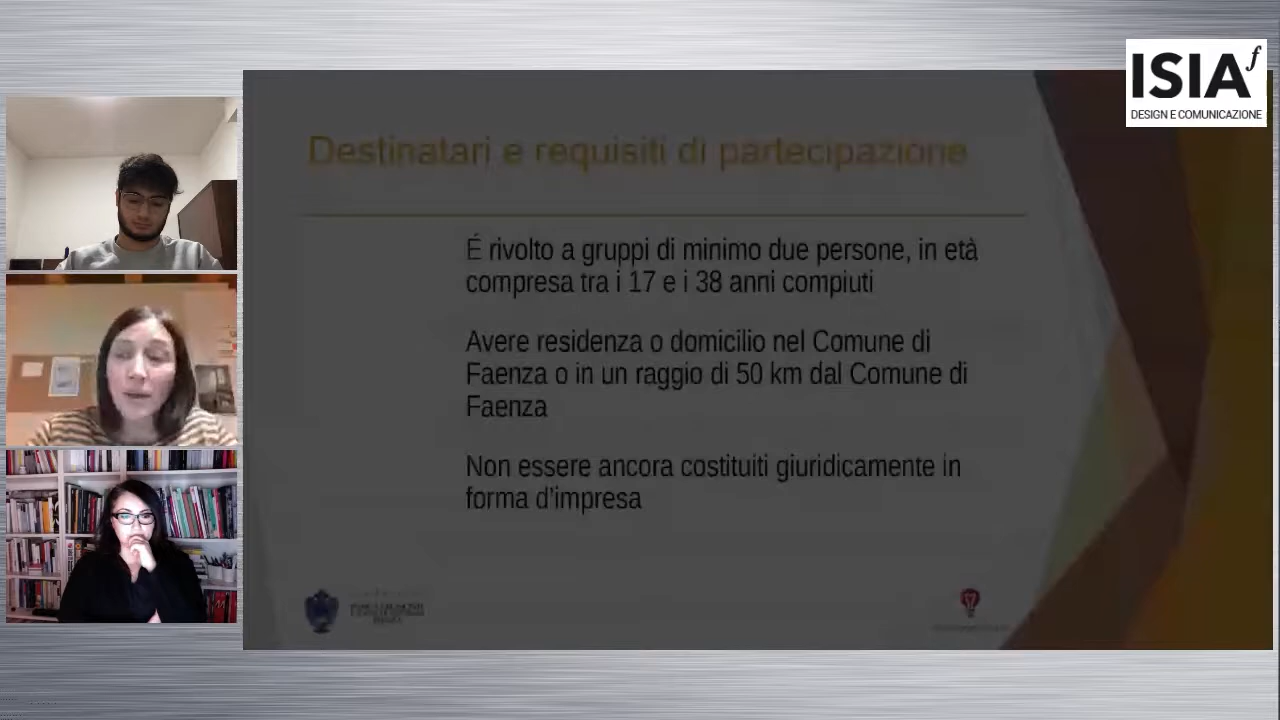 ISIAf
DESIGN E COMUNICAZIONE
Destinatari e requisiti di partecipazione
É rivolto a gruppi di minimo due persone, in età
compresa tra i 17 e i 38 anni compiuti
Avere residenza o domicilio nel Comune di
Faenza o in un raggio di 50 km dal Comune di
Faenza
Non essere ancora costituiti giuridicamente in
forma d'impresa